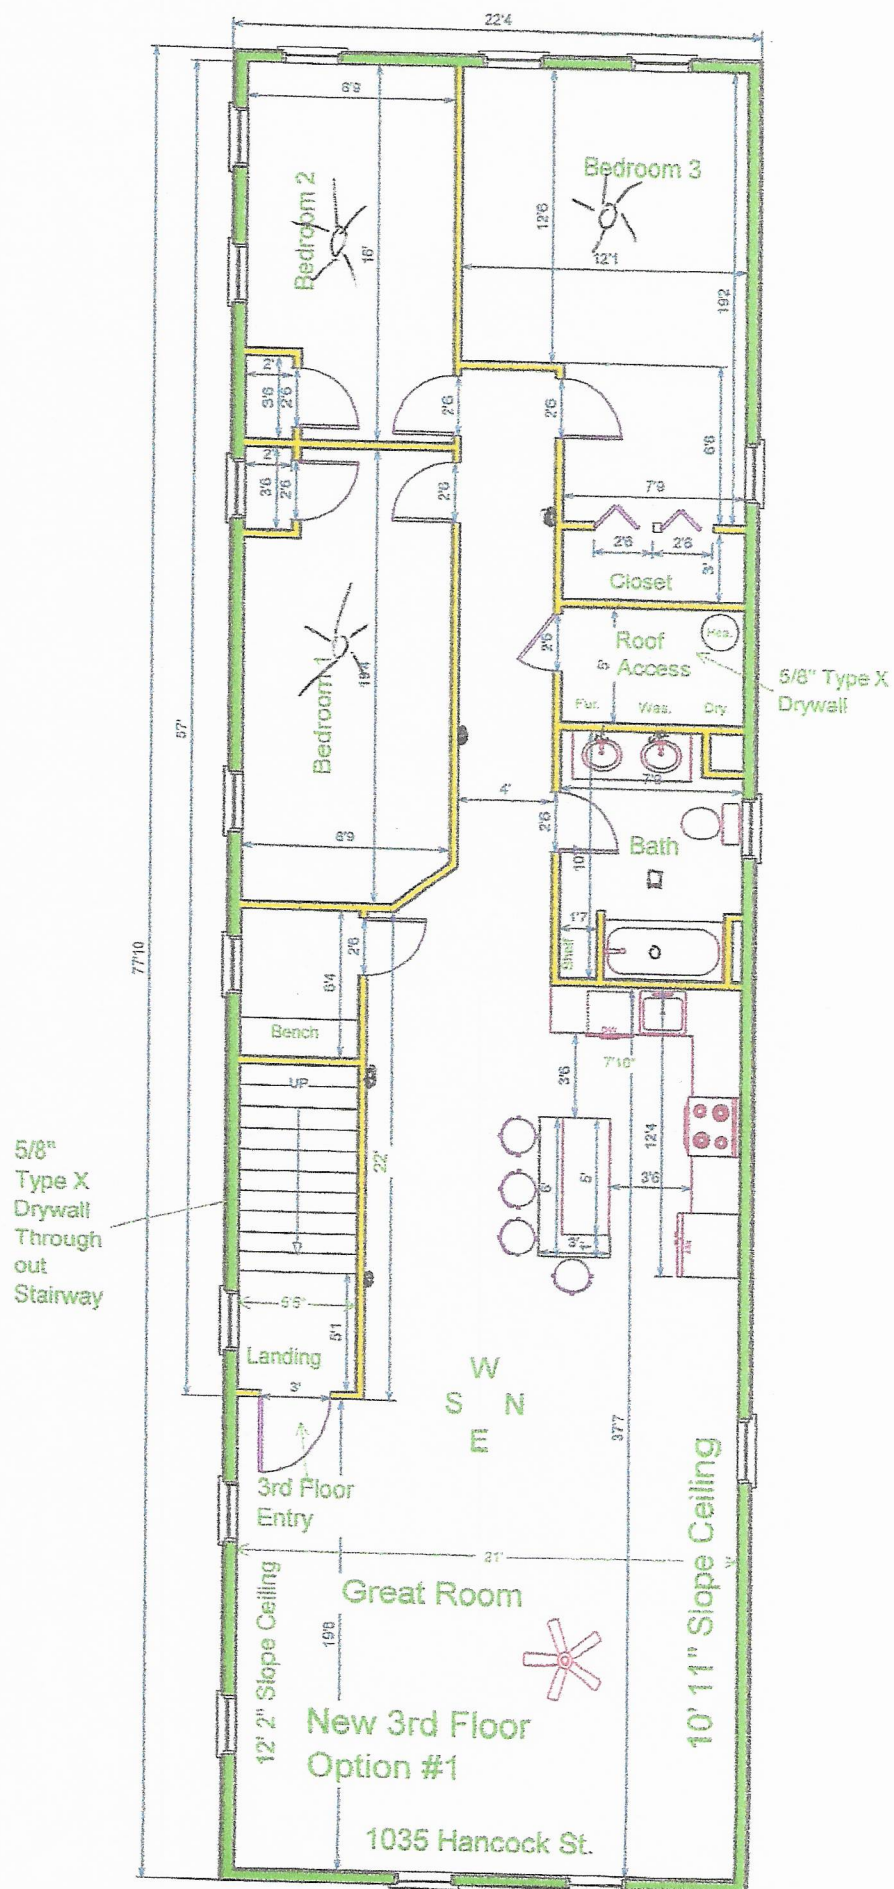 22'4
8'9
Bedroom 2
16'
Bedroom 3
12'6
12'1
19'2
2'
3'6
2'6
2'6
2'6
6'6
2'
3'6
2'6
2'6
7'9
2'6
2'6
3'
Closet
57'
77'10
Bedroom 1
19'1
8'9
Roof
Access
2'6
Fur.
Was.
Dry.
5/8" Type X
Drywall
4'
2'6
10'
Bath
1'7
Shelf
2'6
6'4
Bench
UP
22'
DW
7'10"
3'6
12'4
6'
5'
3'6
5/8"
Type X
Drywall
Through
out
Stairway
5'5"
5'1
Landing
3'
3rd Floor
Entry
W
S N
E
37'7
21'
Great Room
19'8
12' 2" Slope Ceiling
10' 11" Slope Ceiling
New 3rd Floor
Option #1
1035 Hancock St.